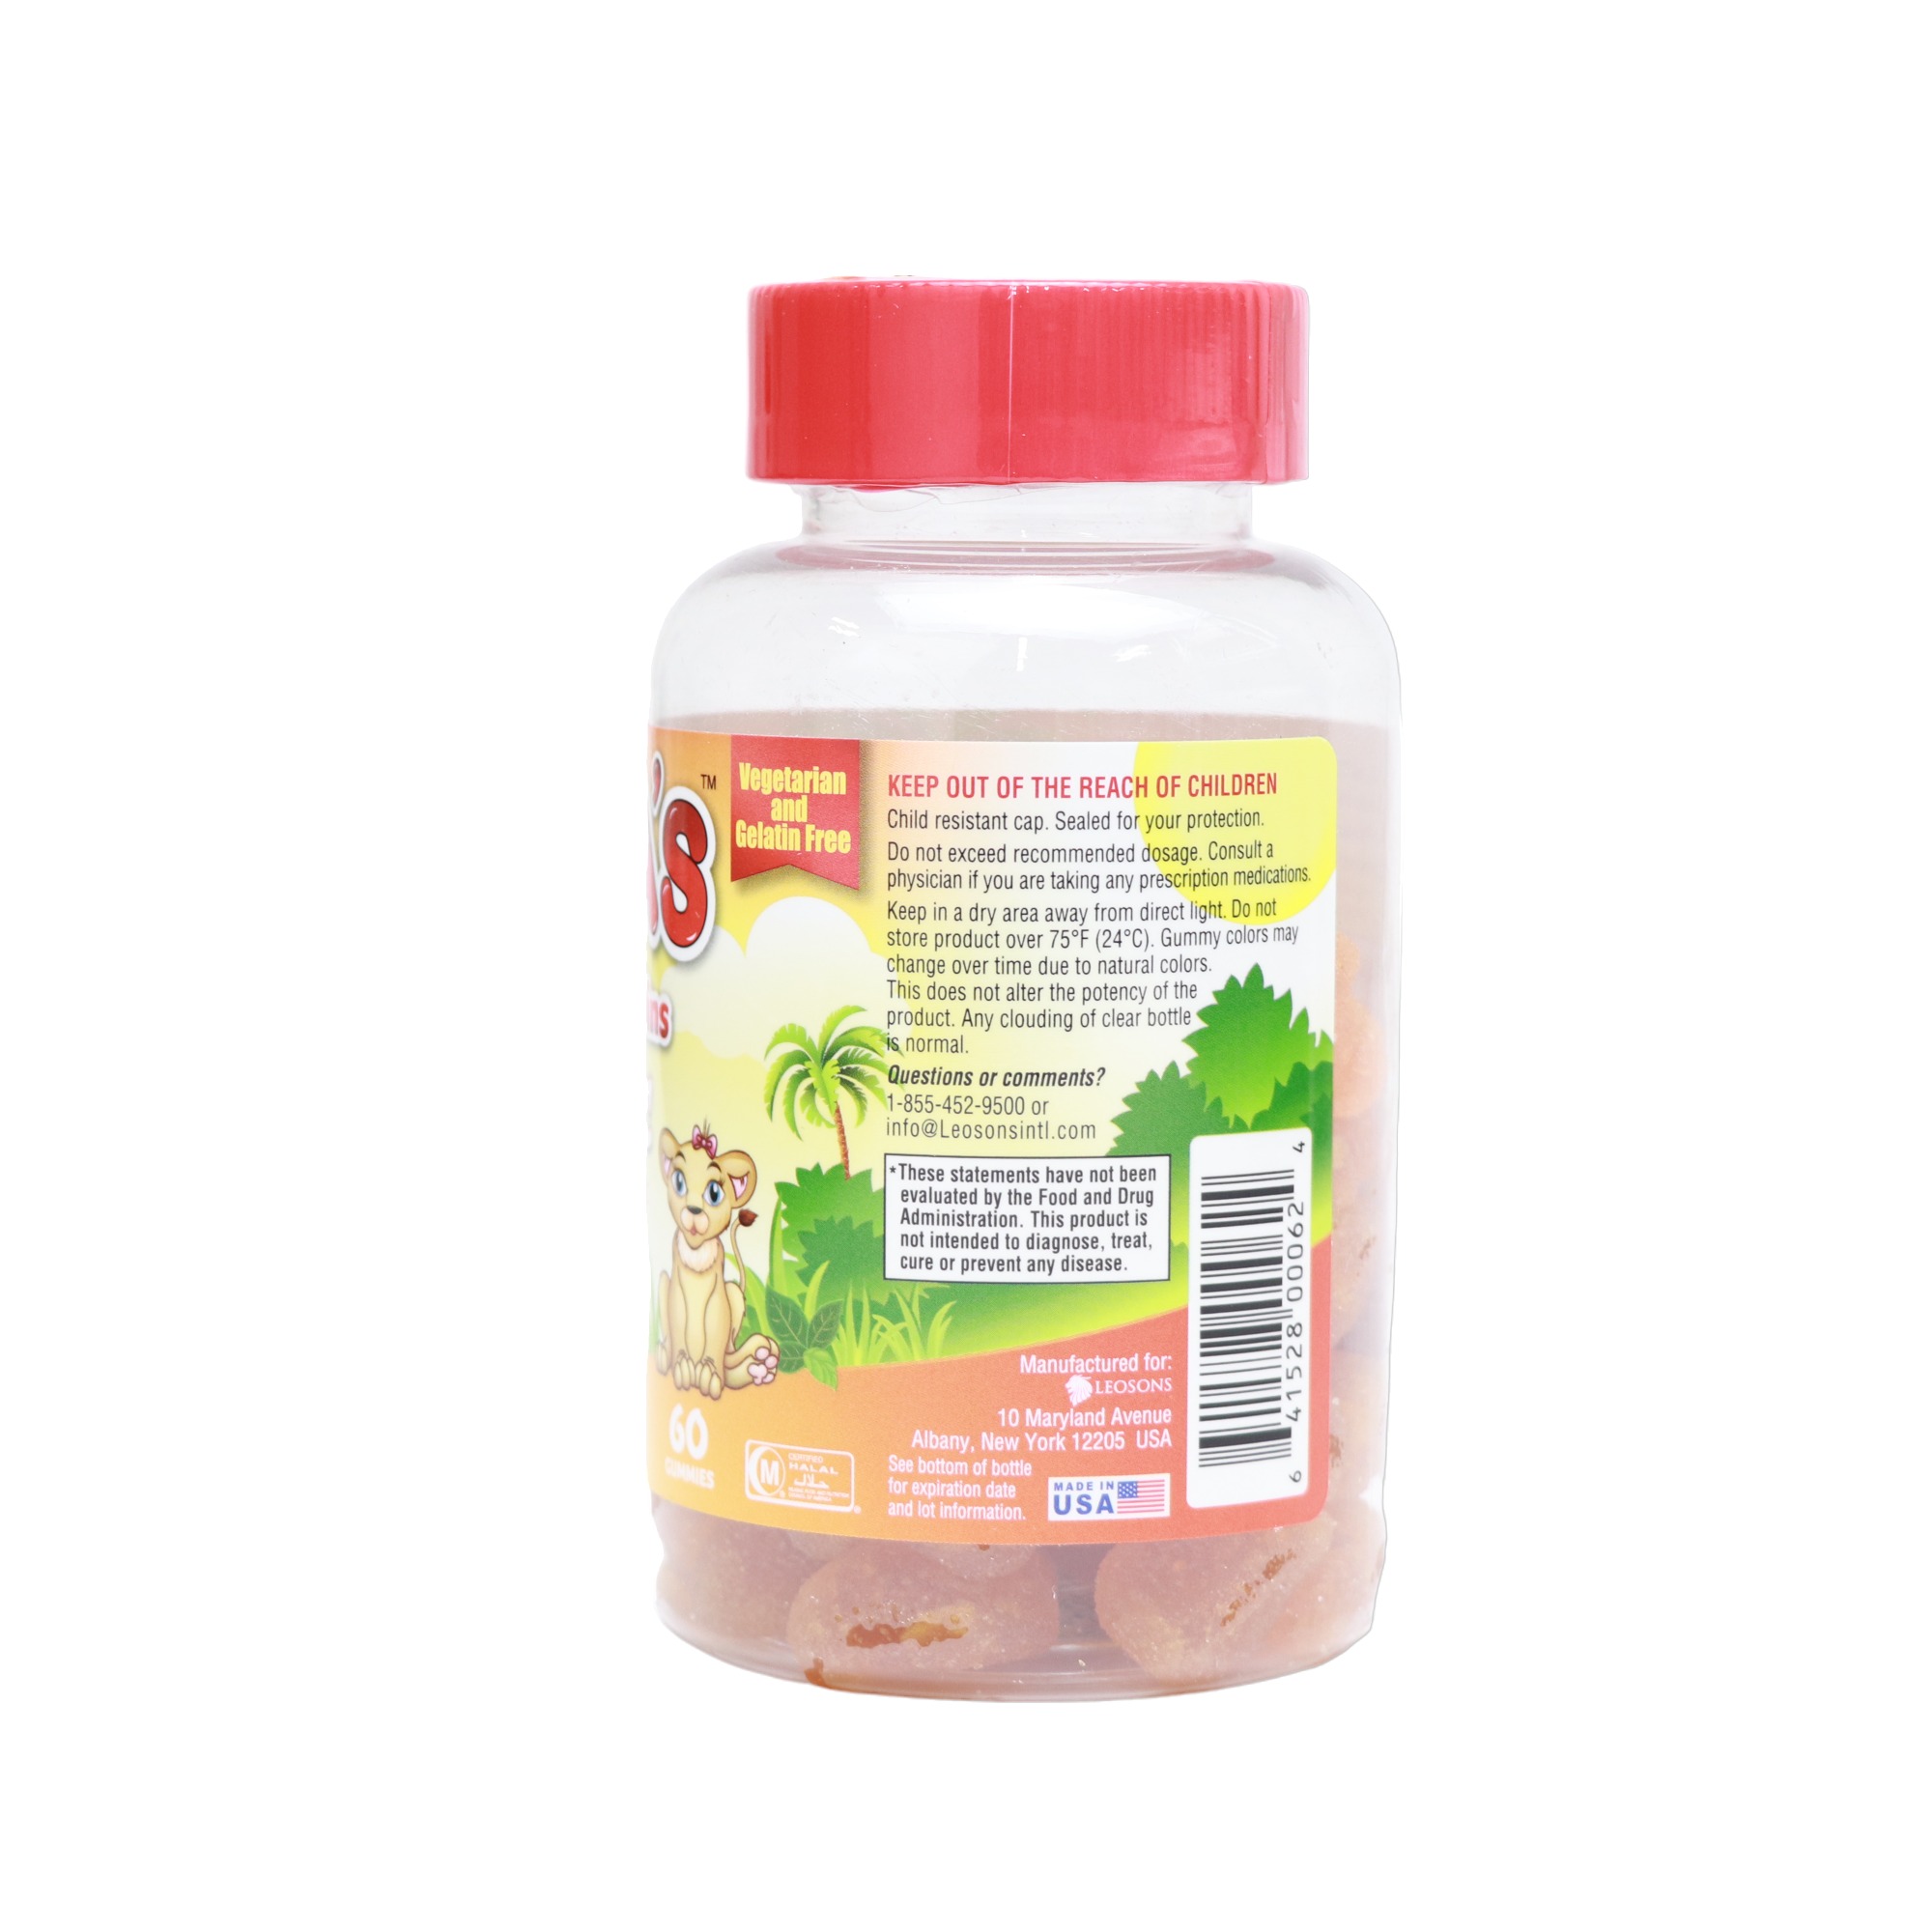 's™
Vegetarian
and
Gelatin Free
ns
60
GUMMIES
CERTIFIED
HALAL
حلال
KEEP OUT OF THE REACH OF CHILDREN
Child resistant cap. Sealed for your protection.
Do not exceed recommended dosage. Consult a
physician if you are taking any prescription medications.
Keep in a dry area away from direct light. Do not
store product over 75°F (24°C). Gummy colors may
change over time due to natural colors.
This does not alter the potency of the
product. Any clouding of clear bottle
is normal.
Questions or comments?
1-855-452-9500 or
info@Leosonsintl.com
*These statements have not been
evaluated by the Food and Drug
Administration. This product is
not intended to diagnose, treat,
cure or prevent any disease.
Manufactured for:
LEOSONS
10 Maryland Avenue
Albany, New York 12205 USA
See bottom of bottle
for expiration date
and lot information.
MADE IN
USA
6 41528 00062 4